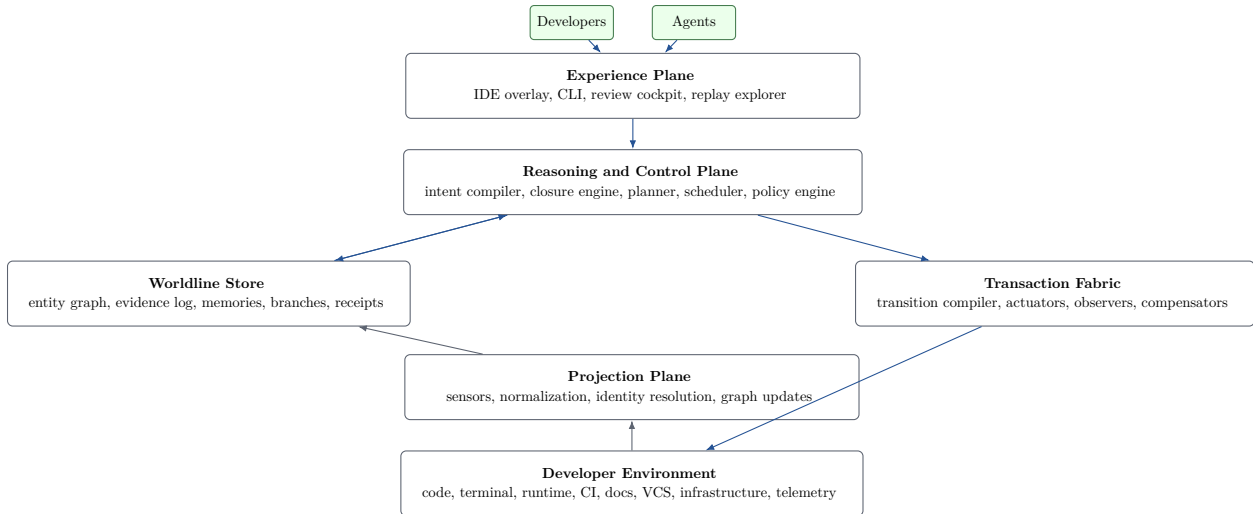 Developers
Agents
Experience Plane
IDE overlay, CLI, review cockpit, replay explorer
Reasoning and Control Plane
intent compiler, closure engine, planner, scheduler, policy engine
Worldline Store
entity graph, evidence log, memories, branches, receipts
Transaction Fabric
transition compiler, actuators, observers, compensators
Projection Plane
sensors, normalization, identity resolution, graph updates
Developer Environment
code, terminal, runtime, CI, docs, VCS, infrastructure, telemetry